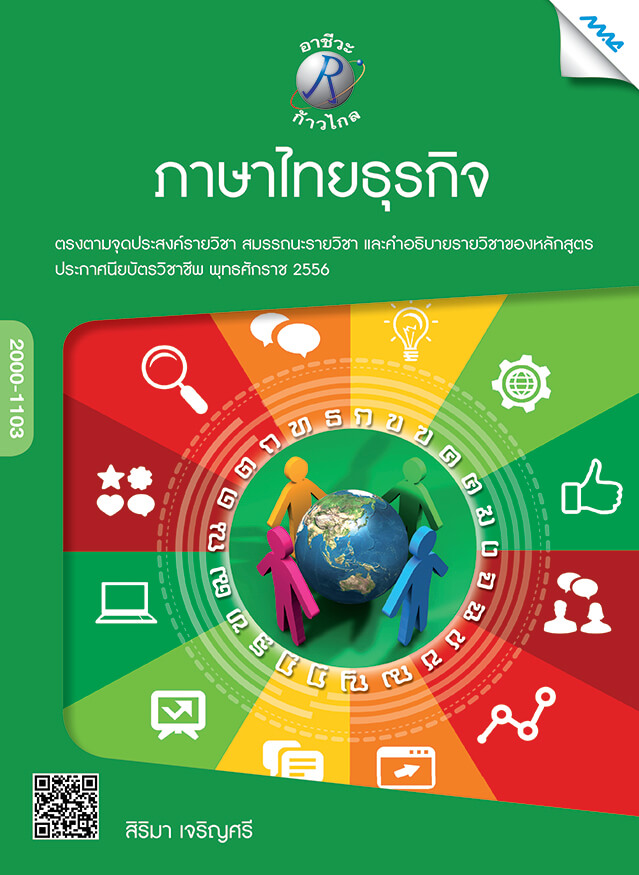 MAC
อาชีวะ
R
ก้าวไกล
ภาษาไทยธุรกิจ
ตรงตามจุดประสงค์รายวิชา สมรรถนะรายวิชา และคำอธิบายรายวิชาของหลักสูตร
ประกาศนียบัตรวิชาชีพ พุทธศักราช 2556
2000-1103
สิริมา เจริญศรี